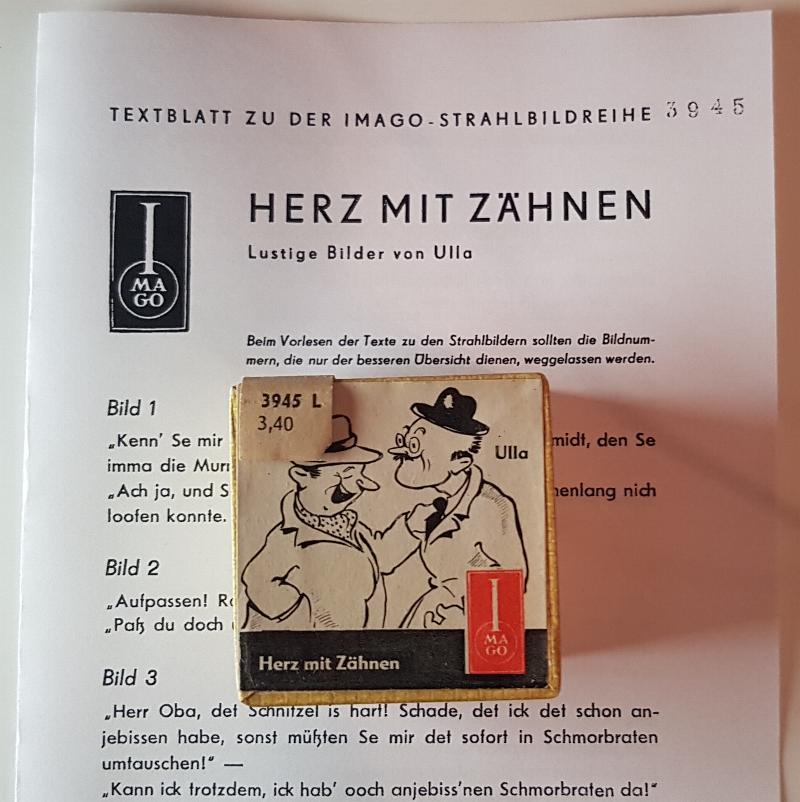 TEXTBLATT ZU DER IMAGO-STRAHLBILDREIHE 3945
I
MA
GO
HERZ MIT ZÄHNEN
Lustige Bilder von Ulla
Beim Vorlesen der Texte zu den Strahlbildern sollten die Bildnum-
mern, die nur der besseren Übersicht dienen, weggelassen werden.
Bild 1
„Kenn' Se mir midt, den Se
imma die Mur
„Ach ja, und S enlang nich
loofen konnte.
Bild 2
„Aufpassen! R
„Paß du doch
Bild 3
„Herr Oba, det Schnitzel is hart! Schade, det ick det schon an-
jebissen habe, sonst müßten Se mir det sofort in Schmorbraten
umtauschen!" —
„Kann ick trotzdem, ick hab' ooch anjebiss'nen Schmorbraten da!"
3945 L
3,40
Ulla
I
MA
GO
Herz mit Zähnen